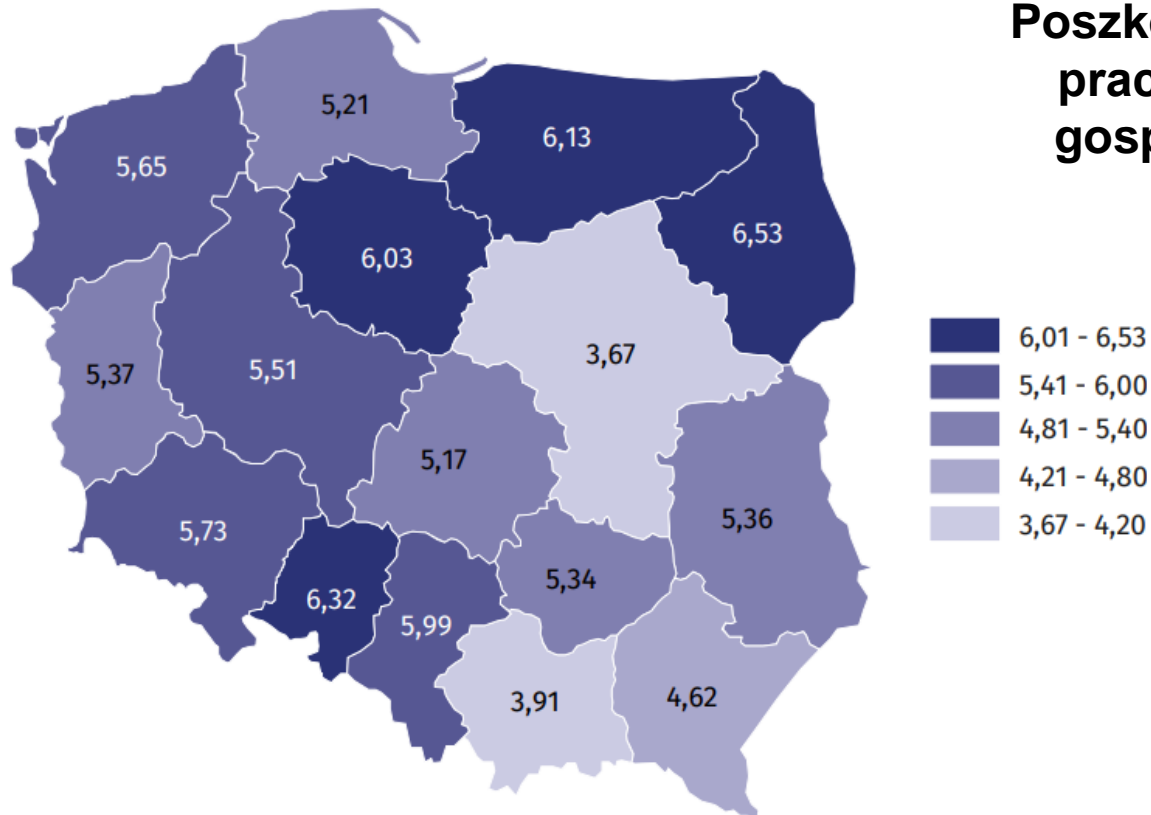 Poszk
prac
gosp
5,21
6,13
5,65
6,53
6,03
3,67
5,51
5,37
5,17
5,36
5,73
5,34
6,32
5,99
3,91
4,62
6,01 - 6,53
5,41 - 6,00
4,81 - 5,40
4,21 - 4,80
3,67 - 4,20